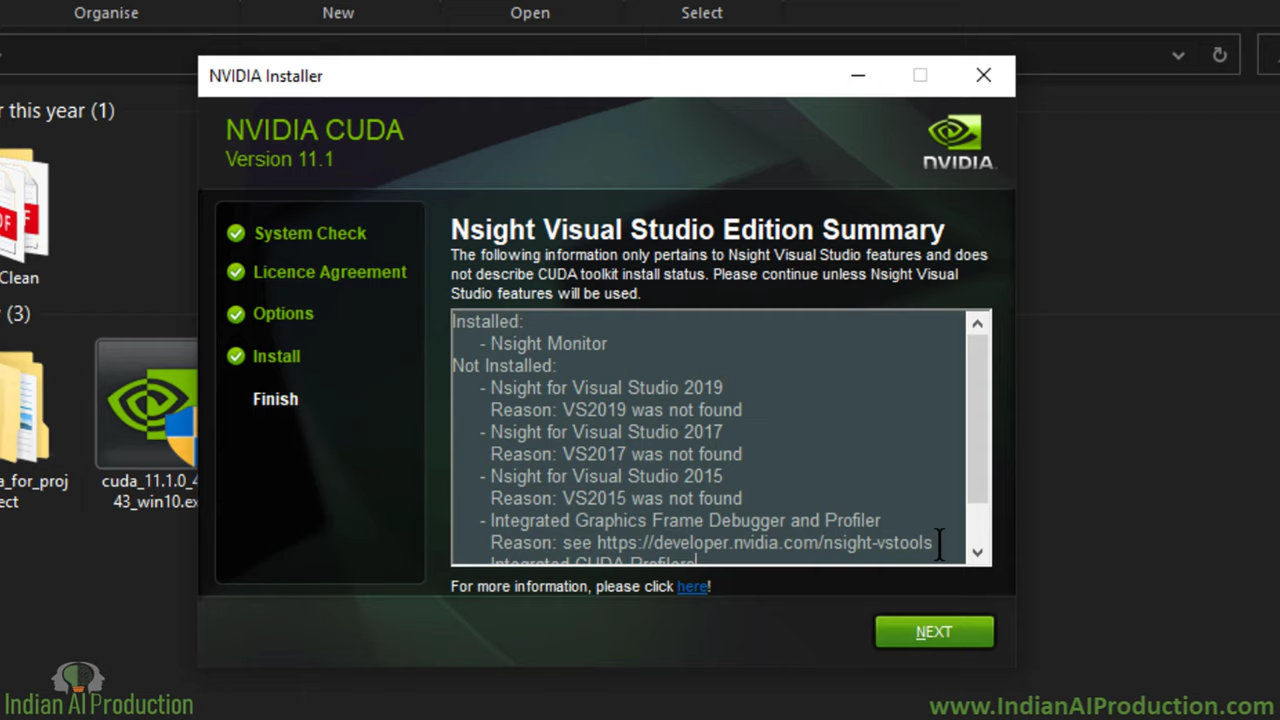 Organise
New
Open
Select
r this year (1)
Clean
(3)
a_for_proj
ect
cuda_11.1.0_4
43_win10.ex
NVIDIA Installer
NVIDIA CUDA
Version 11.1
NVIDIA.
System Check
Licence Agreement
Options
Install
Finish
Nsight Visual Studio Edition Summary
The following information only pertains to Nsight Visual Studio features and does
not describe CUDA toolkit install status. Please continue unless Nsight Visual
Studio features will be used.
Installed:
- Nsight Monitor
Not Installed:
- Nsight for Visual Studio 2019
Reason: VS2019 was not found
- Nsight for Visual Studio 2017
Reason: VS2017 was not found
- Nsight for Visual Studio 2015
Reason: VS2015 was not found
- Integrated Graphics Frame Debugger and Profiler
Reason: see https://developer.nvidia.com/nsight-vstools
- Integrated CUDA Profilers
For more information, please click here!
NEXT
Indian AI Production
www.IndianAIProduction.com